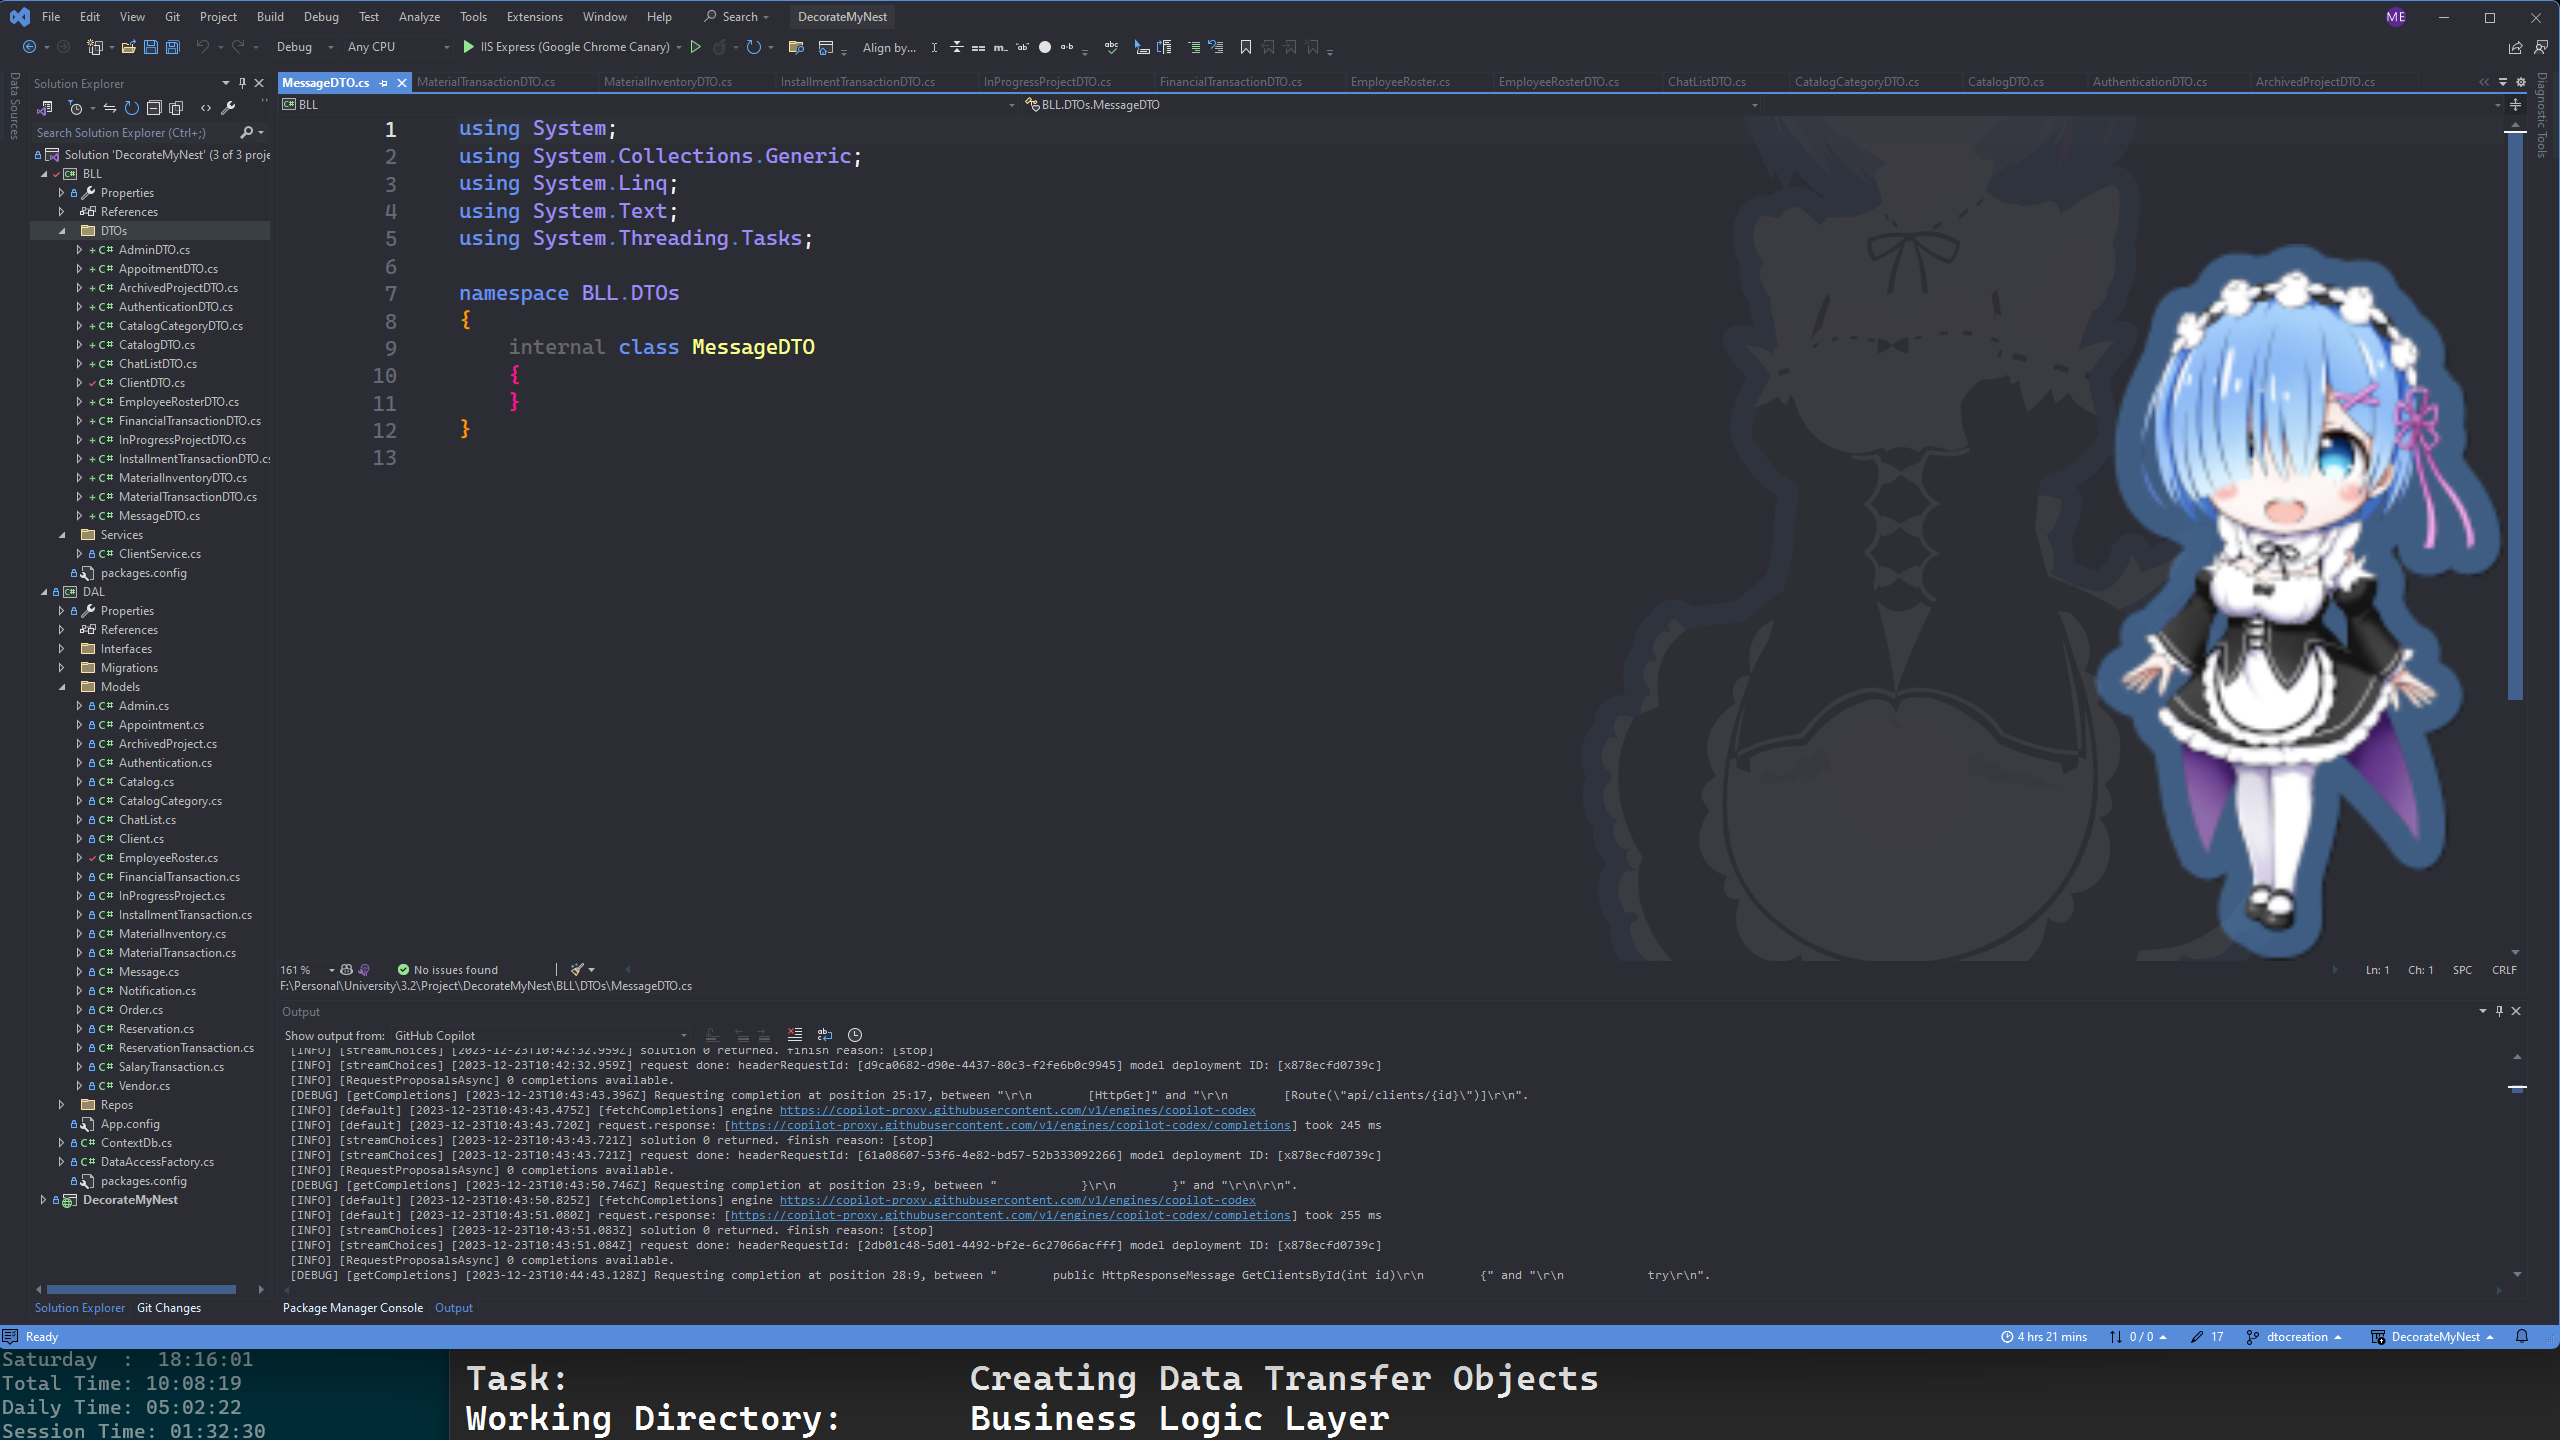 File Edit View Git Project Build Debug Test Analyze Tools Extensions Window Help Search DecorateMyNest ME
Debug Any CPU IIS Express (Google Chrome Canary) Align by...
Data Sources
Solution Explorer
Search Solution Explorer (Ctrl+;)
Solution 'DecorateMyNest' (3 of 3 proje
BLL
Properties
References
DTOs
AdminDTO.cs
AppoitmentDTO.cs
ArchivedProjectDTO.cs
AuthenticationDTO.cs
CatalogCategoryDTO.cs
CatalogDTO.cs
ChatListDTO.cs
ClientDTO.cs
EmployeeRosterDTO.cs
FinancialTransactionDTO.cs
InProgressProjectDTO.cs
InstallmentTransactionDTO.cs
MaterialInventoryDTO.cs
MaterialTransactionDTO.cs
MessageDTO.cs
Services
ClientService.cs
packages.config
DAL
Properties
References
Interfaces
Migrations
Models
Admin.cs
Appointment.cs
ArchivedProject.cs
Authentication.cs
Catalog.cs
CatalogCategory.cs
ChatList.cs
Client.cs
EmployeeRoster.cs
FinancialTransaction.cs
InProgressProject.cs
InstallmentTransaction.cs
MaterialInventory.cs
MaterialTransaction.cs
Message.cs
Notification.cs
Order.cs
Reservation.cs
ReservationTransaction.cs
SalaryTransaction.cs
Vendor.cs
Repos
App.config
ContextDb.cs
DataAccessFactory.cs
packages.config
DecorateMyNest
Solution Explorer Git Changes
MessageDTO.cs MaterialTransactionDTO.cs MaterialInventoryDTO.cs InstallmentTransactionDTO.cs InProgressProjectDTO.cs FinancialTransactionDTO.cs EmployeeRoster.cs EmployeeRosterDTO.cs ChatListDTO.cs CatalogCategoryDTO.cs CatalogDTO.cs AuthenticationDTO.cs ArchivedProjectDTO.cs
BLL BLL.DTOs.MessageDTO
Diagnostic Tools
1 using System;
2 using System.Collections.Generic;
3 using System.Linq;
4 using System.Text;
5 using System.Threading.Tasks;
6
7 namespace BLL.DTOs
8 {
9 internal class MessageDTO
10 {
11 }
12 }
13
161 % No issues found Ln: 1 Ch: 1 SPC CRLF
F:\Personal\University\3.2\Project\DecorateMyNest\BLL\DTOs\MessageDTO.cs
Output
Show output from: GitHub Copilot
[INFO] [streamChoices] [2023-12-23T10:42:32.959Z] solution 0 returned. finish reason: [stop]
[INFO] [streamChoices] [2023-12-23T10:42:32.959Z] request done: headerRequestId: [d9ca0682-d90e-4437-80c3-f2fe6b0c9945] model deployment ID: [x878ecfd0739c]
[INFO] [RequestProposalsAsync] 0 completions available.
[DEBUG] [getCompletions] [2023-12-23T10:43:43.396Z] Requesting completion at position 25:17, between "\r\n [HttpGet]" and "\r\n [Route(\"api/clients/{id}\")]\r\n".
[INFO] [default] [2023-12-23T10:43:43.475Z] [fetchCompletions] engine https://copilot-proxy.githubusercontent.com/v1/engines/copilot-codex
[INFO] [default] [2023-12-23T10:43:43.720Z] request.response: [https://copilot-proxy.githubusercontent.com/v1/engines/copilot-codex/completions] took 245 ms
[INFO] [streamChoices] [2023-12-23T10:43:43.721Z] solution 0 returned. finish reason: [stop]
[INFO] [streamChoices] [2023-12-23T10:43:43.721Z] request done: headerRequestId: [61a08607-53f6-4e82-bd57-52b333092266] model deployment ID: [x878ecfd0739c]
[INFO] [RequestProposalsAsync] 0 completions available.
[DEBUG] [getCompletions] [2023-12-23T10:43:50.746Z] Requesting completion at position 23:9, between " }\r\n }" and "\r\n\r\n".
[INFO] [default] [2023-12-23T10:43:50.825Z] [fetchCompletions] engine https://copilot-proxy.githubusercontent.com/v1/engines/copilot-codex
[INFO] [default] [2023-12-23T10:43:51.080Z] request.response: [https://copilot-proxy.githubusercontent.com/v1/engines/copilot-codex/completions] took 255 ms
[INFO] [streamChoices] [2023-12-23T10:43:51.083Z] solution 0 returned. finish reason: [stop]
[INFO] [streamChoices] [2023-12-23T10:43:51.084Z] request done: headerRequestId: [2db01c48-5d01-4492-bf2e-6c27066acfff] model deployment ID: [x878ecfd0739c]
[INFO] [RequestProposalsAsync] 0 completions available.
[DEBUG] [getCompletions] [2023-12-23T10:44:43.128Z] Requesting completion at position 28:9, between " public HttpResponseMessage GetClientsById(int id)\r\n {" and "\r\n try\r\n".
Package Manager Console Output
Ready 4 hrs 21 mins 0 / 0 17 dtocreation DecorateMyNest
Saturday : 18:16:01
Total Time: 10:08:19
Daily Time: 05:02:22
Session Time: 01:32:30
Task: Creating Data Transfer Objects
Working Directory: Business Logic Layer